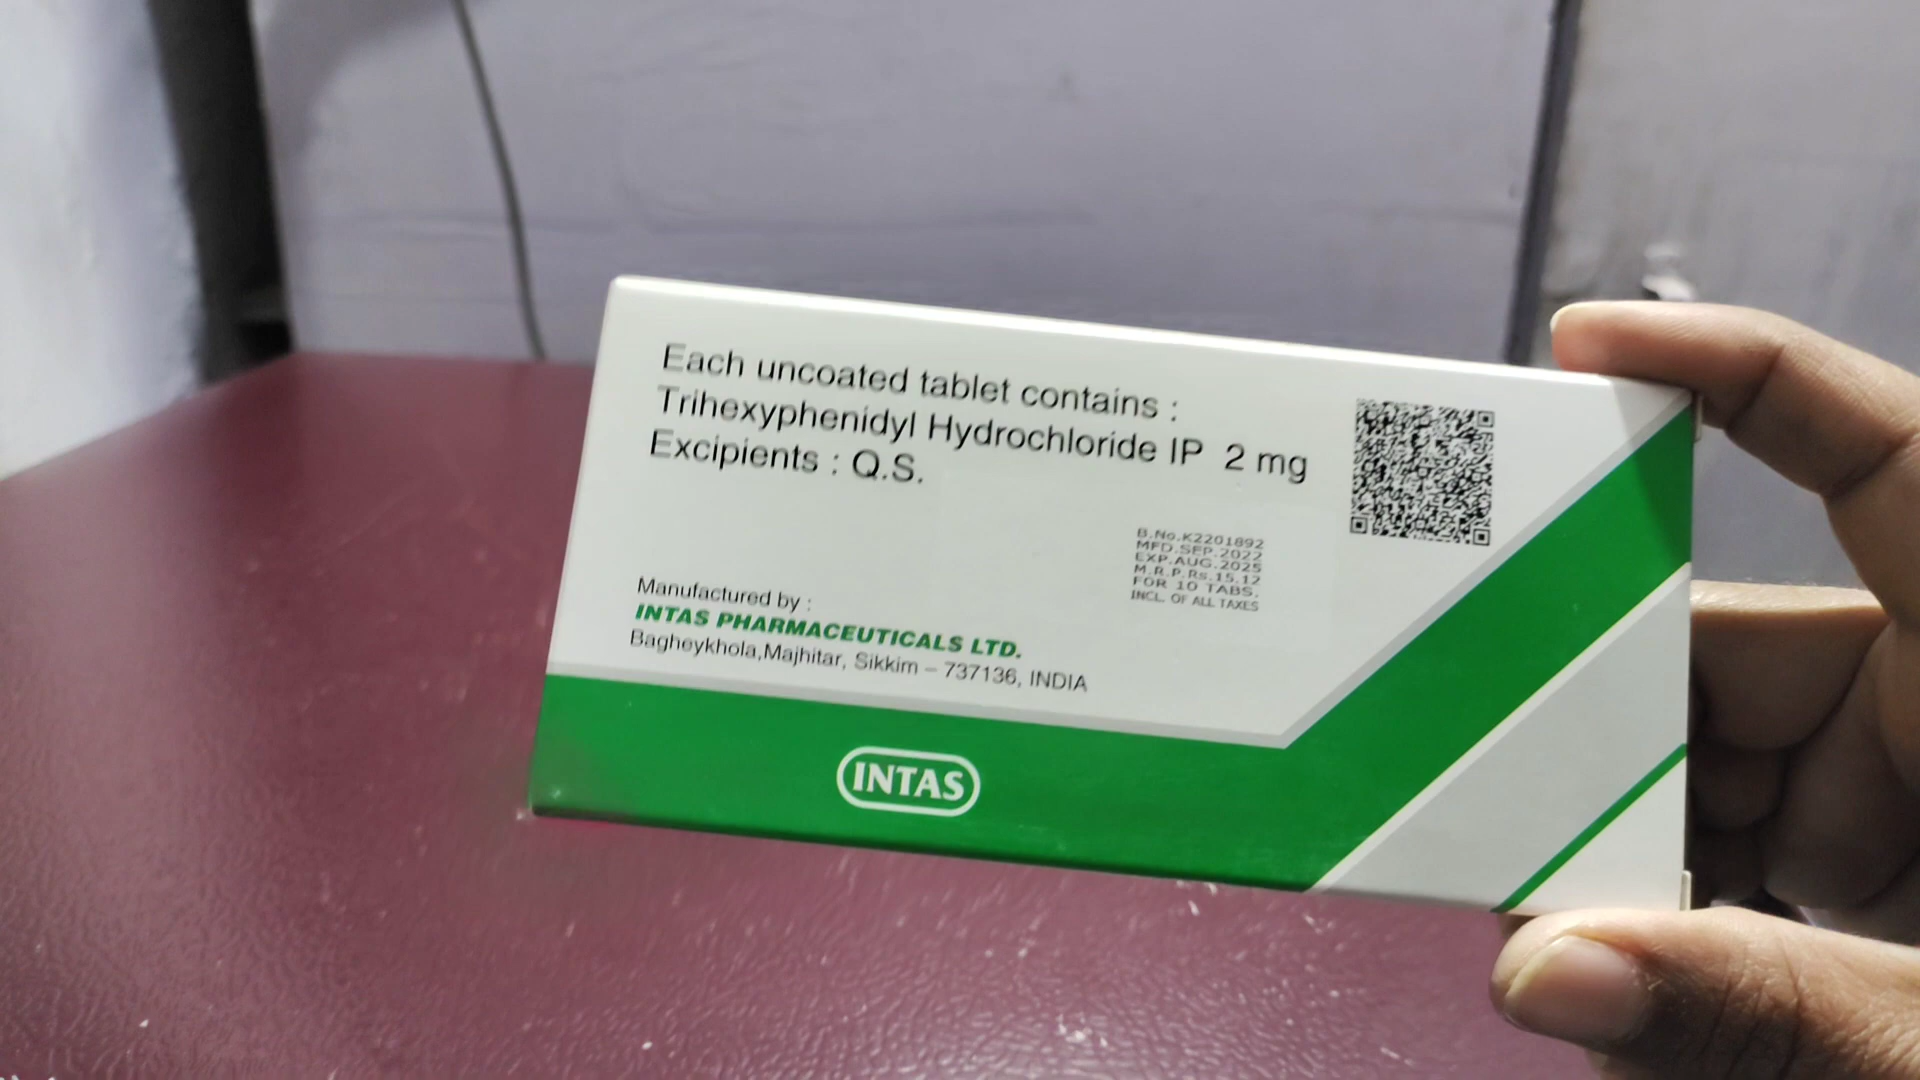 Each uncoated tablet contains :
Trihexyphenidyl Hydrochloride IP 2 mg
Excipients : Q.S.
B.No.K2201892
MFD.SEP.2022
EXP.AUG.2025
M.R.P.Rs.15.12
FOR 10 TABS.
INCL. OF ALL TAXES
Manufactured by :
INTAS PHARMACEUTICALS LTD.
Bagheykhola,Majhitar, Sikkim – 737136, INDIA
INTAS